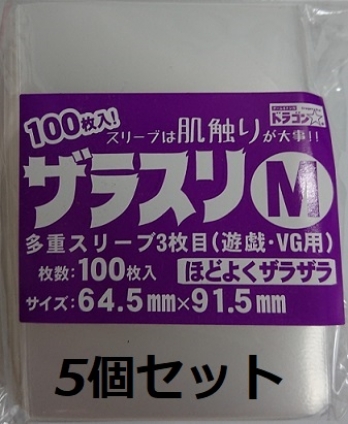 100枚入!
ドラゴン☆スター
スリーブは肌触りが大事!!
ザラスリ M
多重スリーブ3枚目(遊戯・VG用)
枚数:100枚入 ほどよくザラザラ
サイズ:64.5mm×91.5mm
5個セット